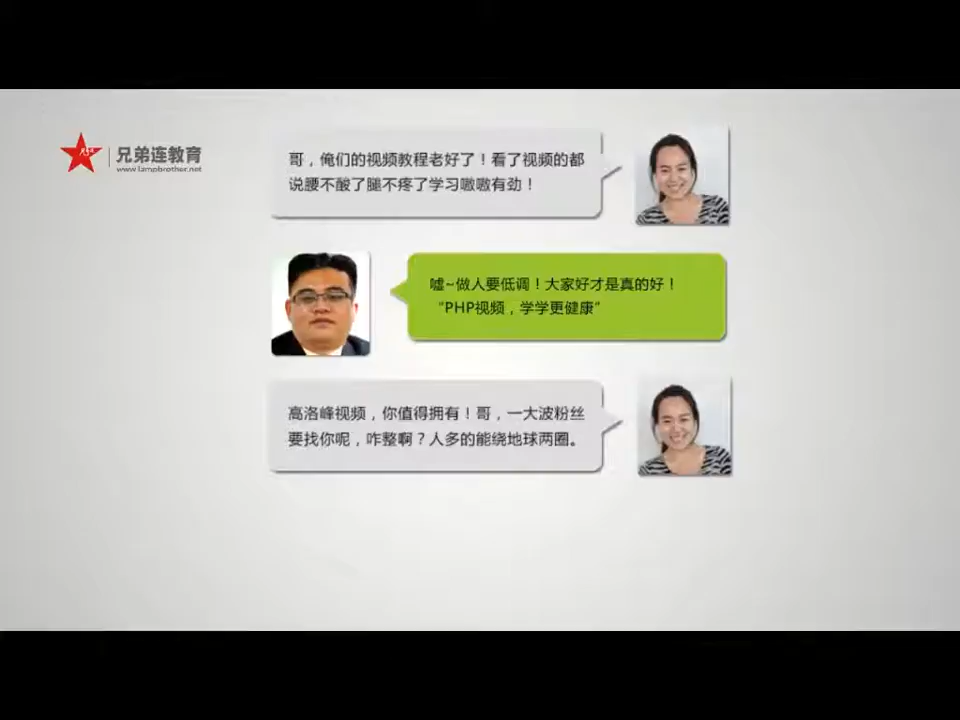 兄弟连教育
www.lampbrother.net
哥，俺们的视频教程老好了！看了视频的都
说腰不酸了腿不疼了学习嗷嗷有劲！
嘘~做人要低调！大家好才是真的好！
“PHP视频，学学更健康”
高洛峰视频，你值得拥有！哥，一大波粉丝
要找你呢，咋整啊？人多的能绕地球两圈。